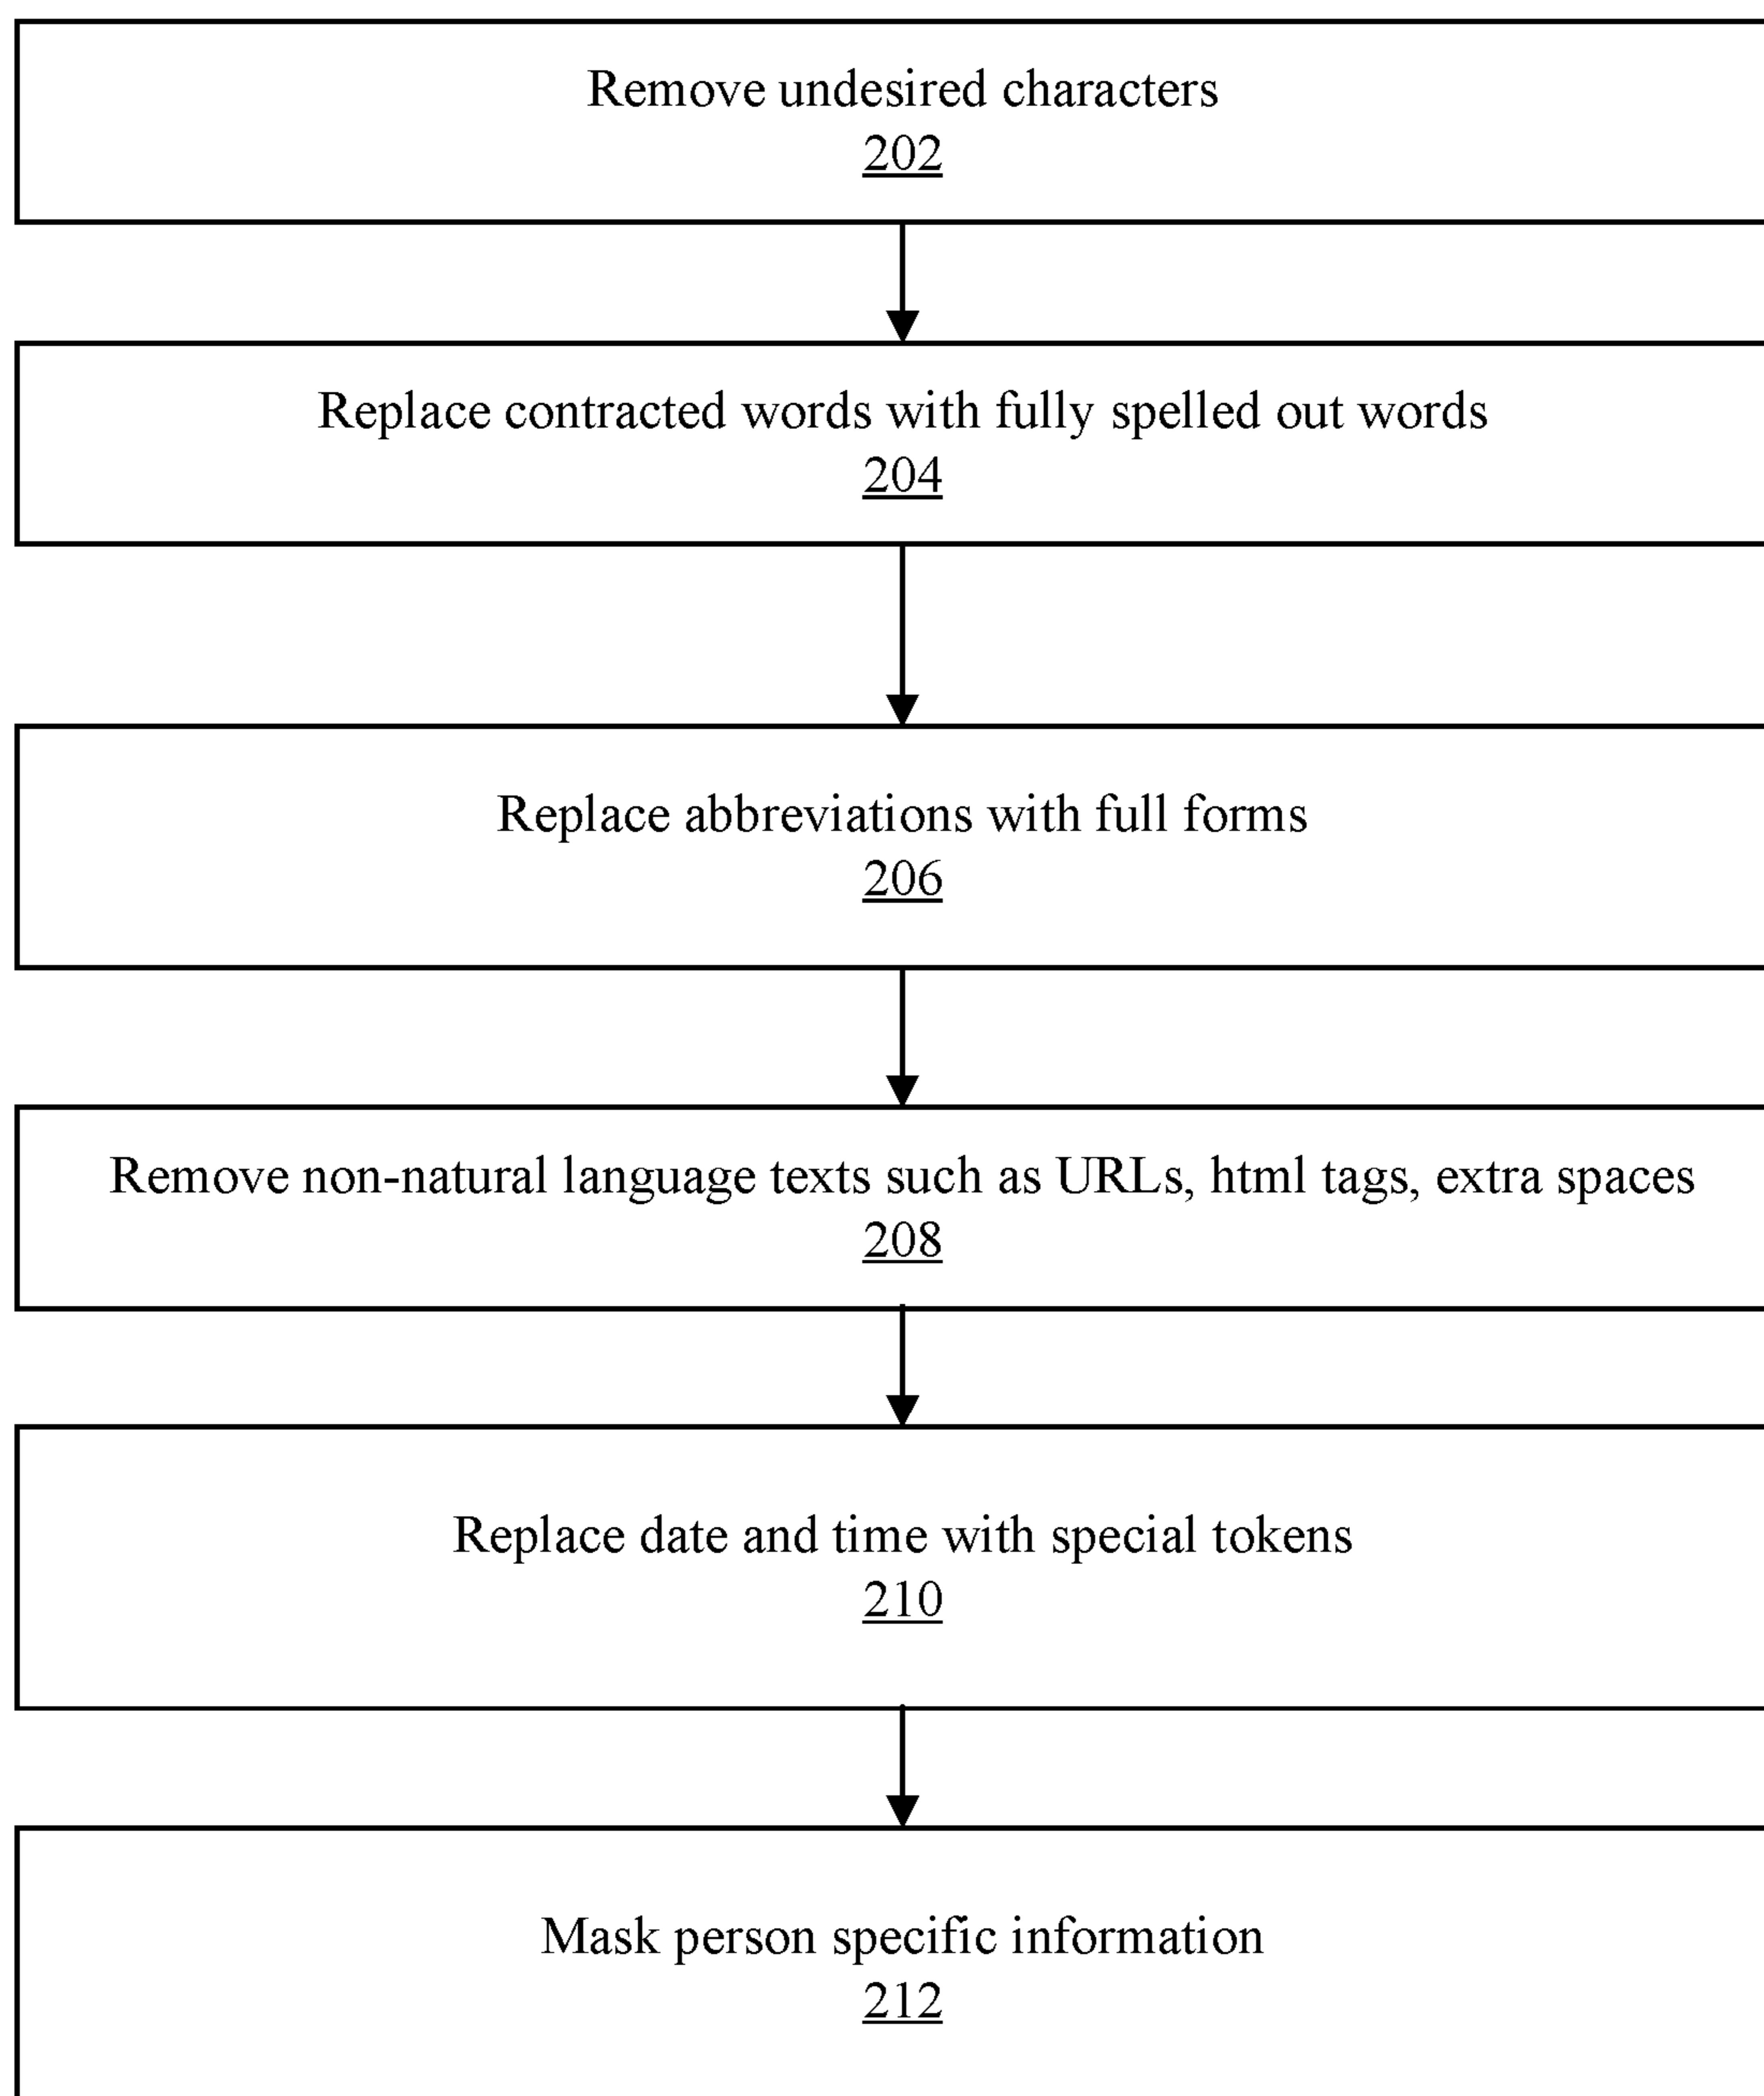 Remove undesired characters
202
Replace contracted words with fully spelled out words
204
Replace abbreviations with full forms
206
Remove non-natural language texts such as URLs, html tags, extra spaces
208
Replace date and time with special tokens
210
Mask person specific information
212